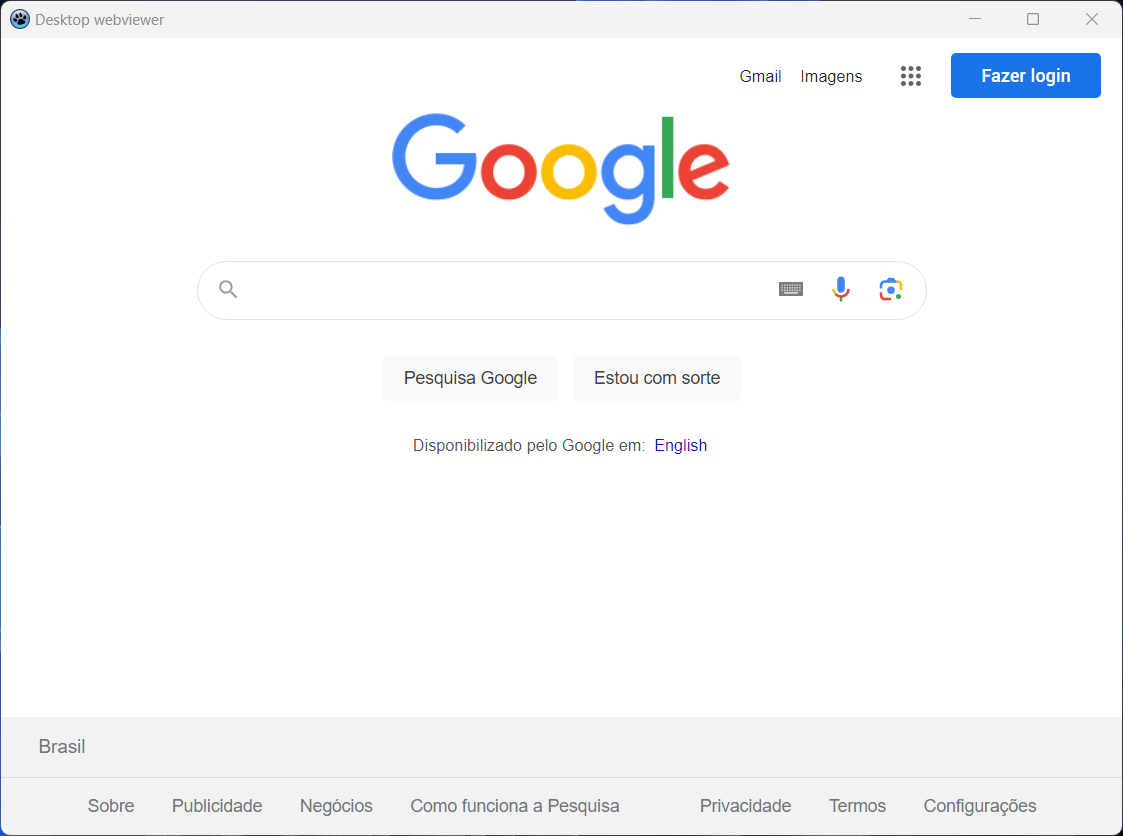 Desktop webviewer
Gmail Imagens Fazer login
Google
Pesquisa Google Estou com sorte
Disponibilizado pelo Google em: English
Brasil
Sobre Publicidade Negócios Como funciona a Pesquisa Privacidade Termos Configurações